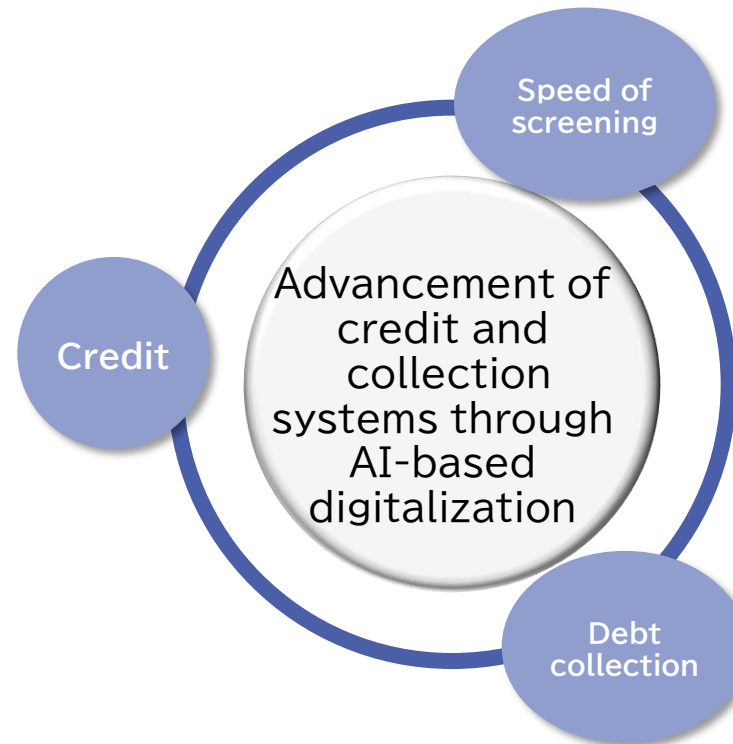 Speed of
screening
Credit
Advancement of
credit and
collection
systems through
AI-based
digitalization
Debt
collection